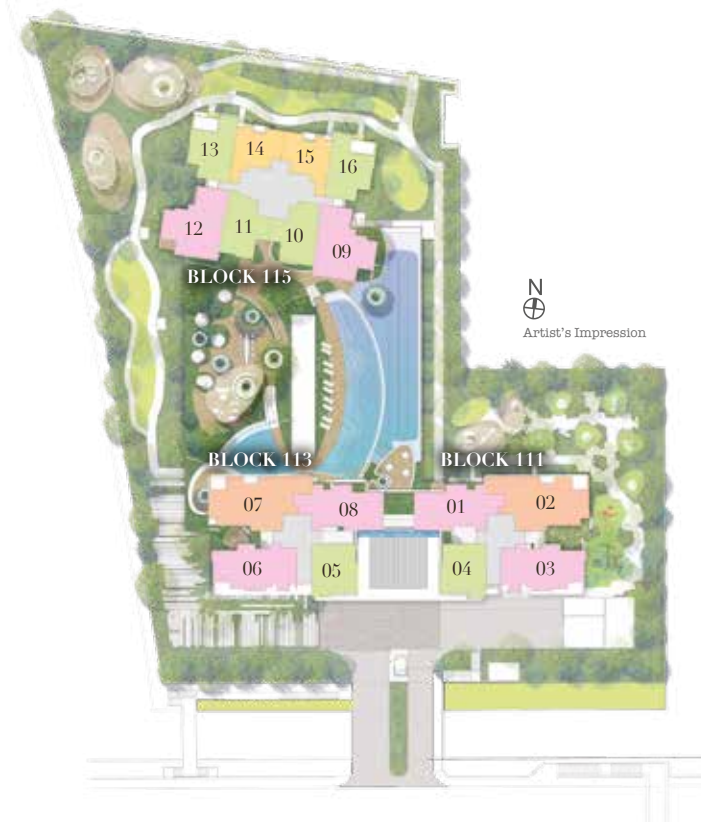 13 14 15 16
12 11 10 09
BLOCK 115
N
Artist's Impression
BLOCK 113 BLOCK 111
07 08 01 02
06 05 04 03